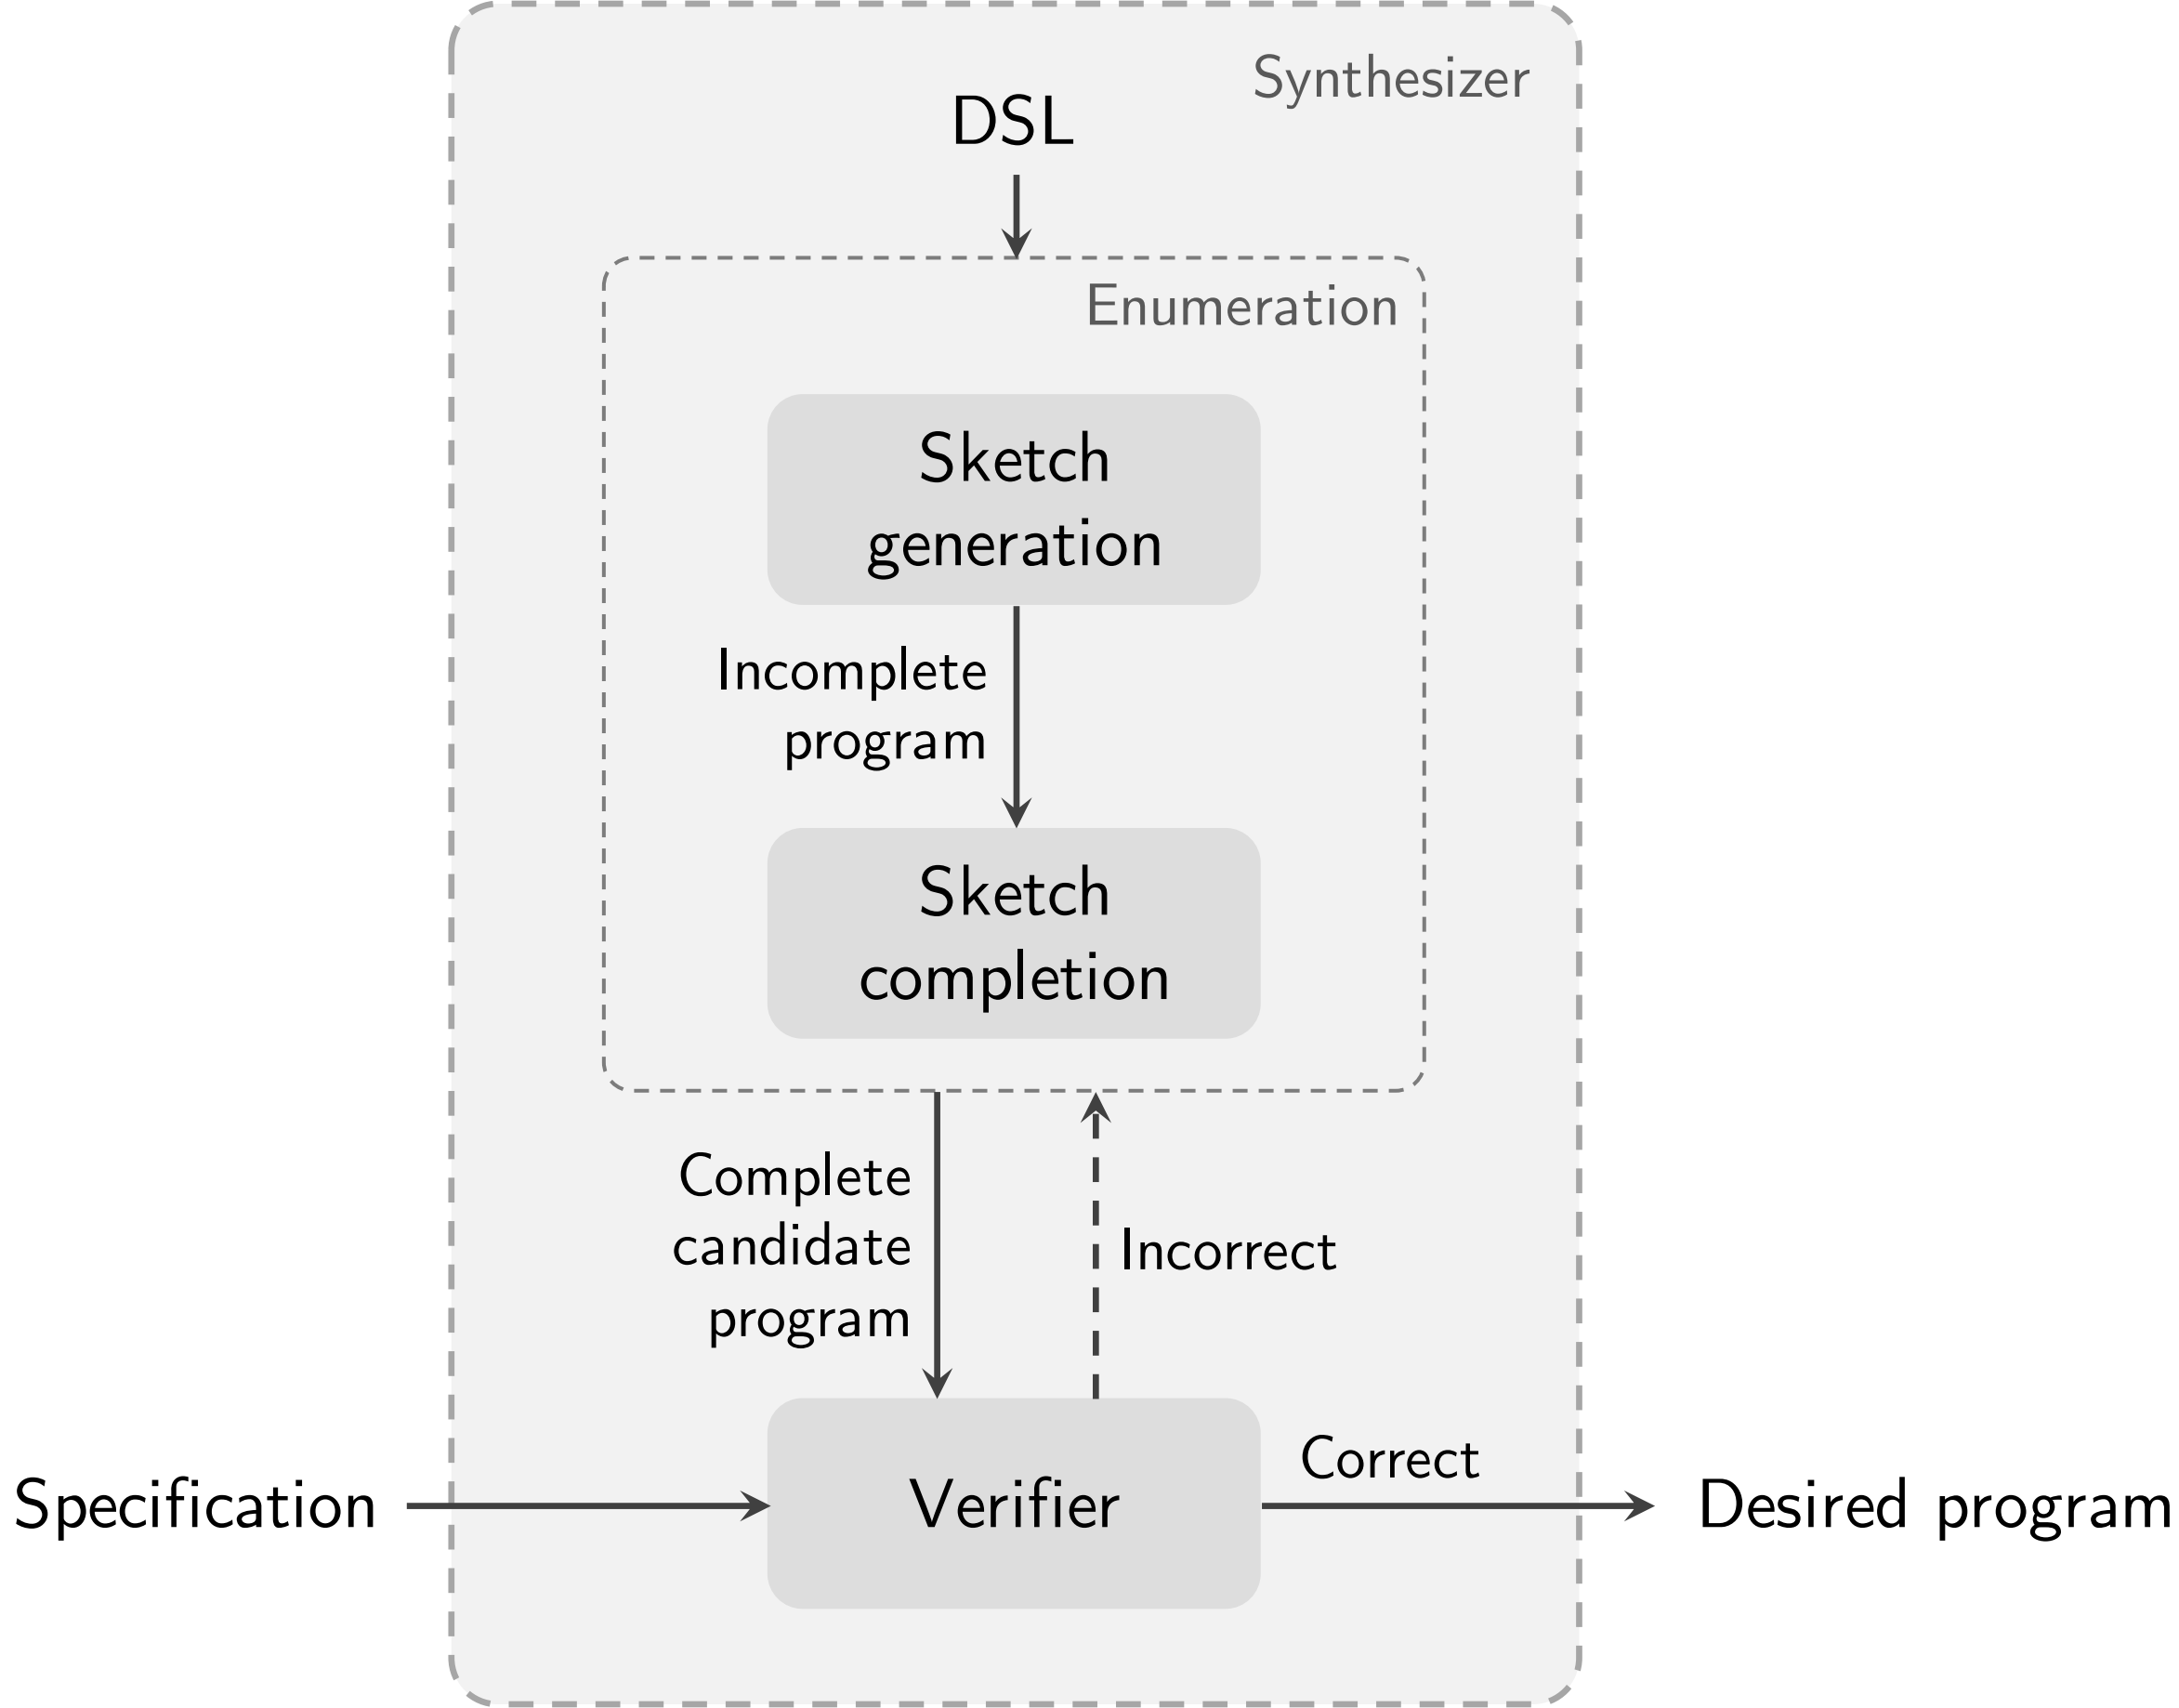 Synthesizer
DSL
Enumeration
Sketch
generation
Incomplete
program
Sketch
completion
Complete
candidate
program
Incorrect
Specification
Verifier
Correct
Desired program